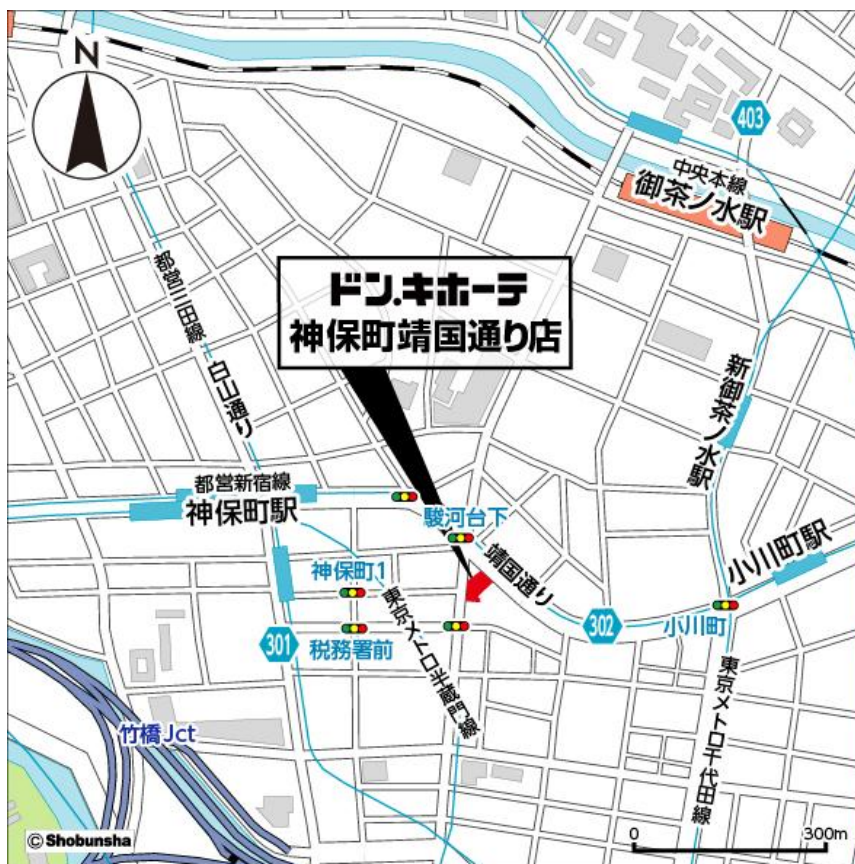 N
403
中央本線
御茶ノ水駅
都営三田線
白山通り
ドン.キホーテ
神保町靖国通り店
新御茶ノ水駅
都営新宿線
神保町駅
駿河台下
靖国通り
小川町駅
神保町1
東京メトロ半蔵門線
302
小川町
301
税務署前
東京メトロ千代田線
竹橋Jct
© Shobunsha
0 300m